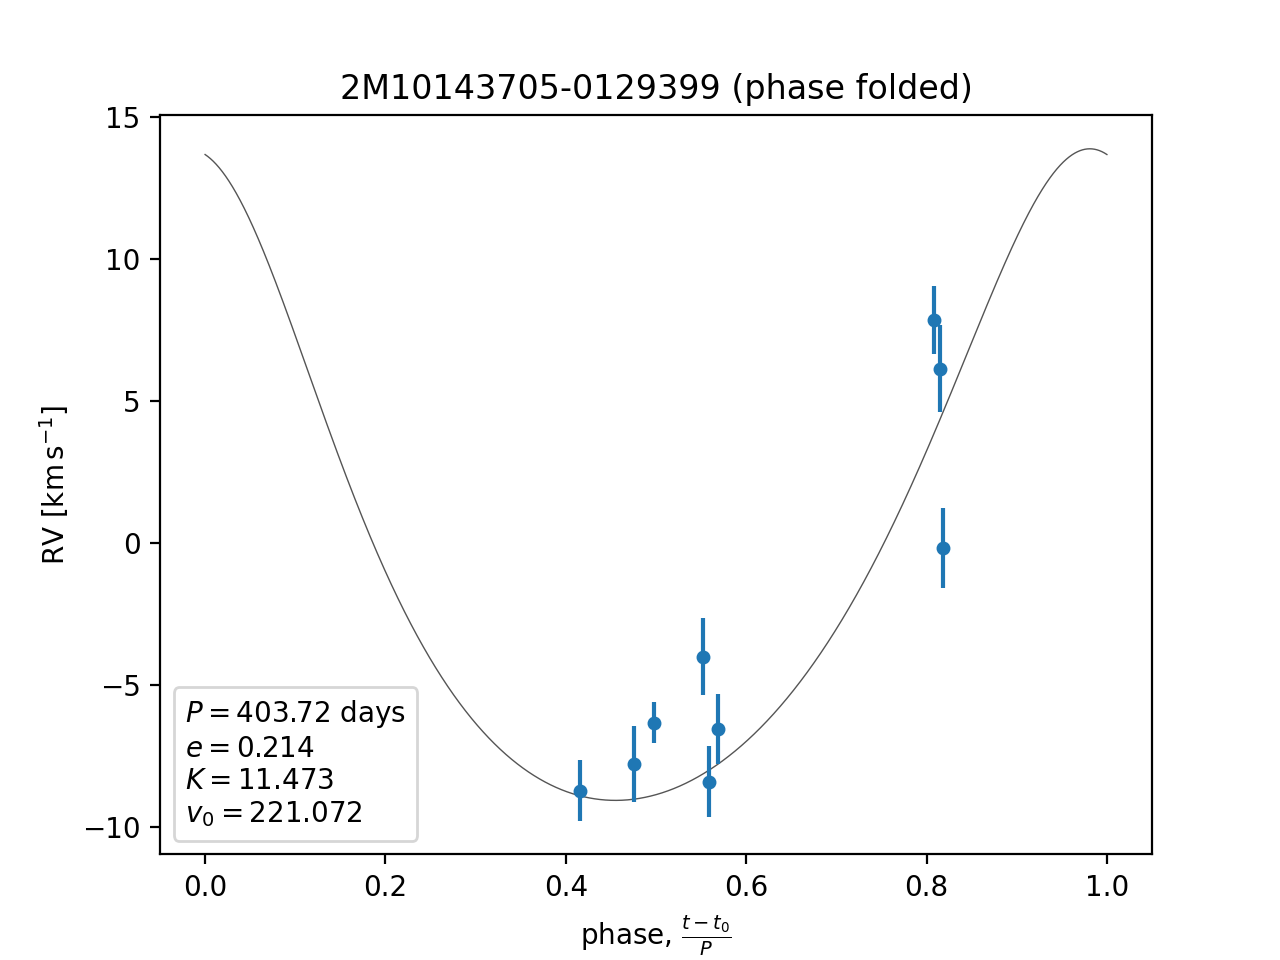 2M10143705-0129399 (phase folded)
15
10
5
0
−5
−10
RV [km s⁻¹]
P = 403.72 days
e = 0.214
K = 11.473
v₀ = 221.072
0.0 0.2 0.4 0.6 0.8 1.0
phase, (t − t₀)/P